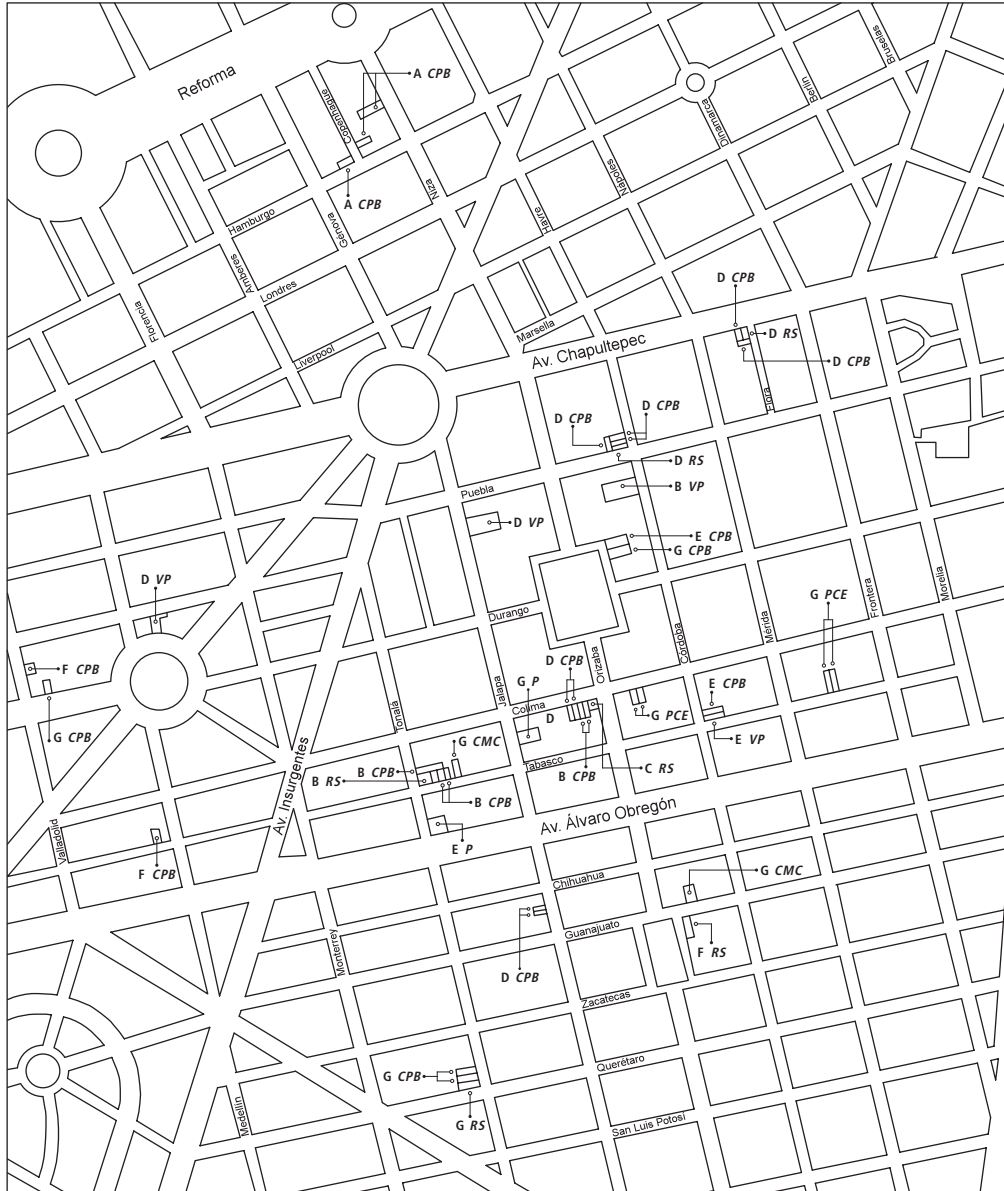 Bruselas
Berlín
Reforma
A CPB
Copenhague
Dinamarca
Niza
Nápoles
A CPB
Hamburgo
Génova
Havre
Amberes
Londres
D CPB
Florencia
Marsella
D RS
Liverpool
Av. Chapultepec
D CPB
Flora
D CPB
D CPB
D RS
Puebla
B VP
D VP
E CPB
G CPB
D VP
Morelia
G PCE
Frontera
Durango
Mérida
Córdoba
Orizaba
F CPB
D CPB
E CPB
Jalapa
G P
Colima
Tonalá
D
G PCE
G CPB
E VP
G CMC
Tabasco
B CPB
B CPB
C RS
B RS
B CPB
Av. Insurgentes
Av. Álvaro Obregón
Valladolid
E P
F CPB
G CMC
Chihuahua
Guanajuato
Monterrey
F RS
D CPB
Zacatecas
Querétaro
G CPB
Medellín
G RS
San Luis Potosí